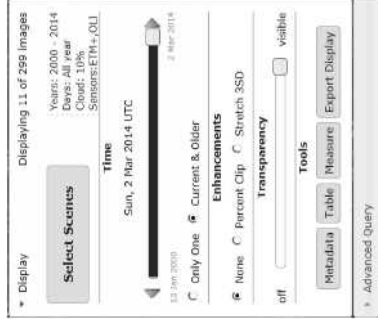 Display Displaying 11 of 299 images
Select Scenes
Years: 2000 - 2014
Days: All year
Cloud: 10%
Sensors:ETM+,OLI
Time
Sun, 2 Mar 2014 UTC
13 Jan 2000 2 Mar 2014
Only One Current & Older
Enhancements
None Percent Clip Stretch 3SD
Transparency
off visible
Tools
Metadata Table Measure Export Display
Advanced Query